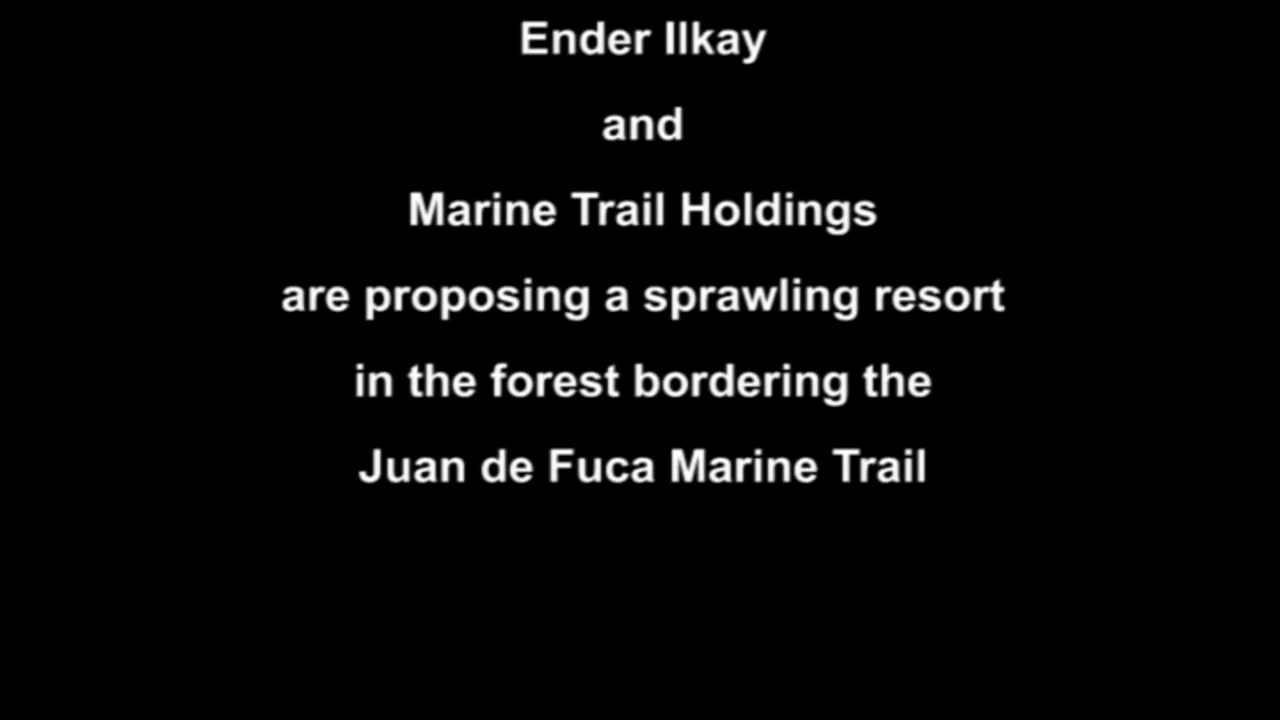 Ender Ilkay
and
Marine Trail Holdings
are proposing a sprawling resort
in the forest bordering the
Juan de Fuca Marine Trail